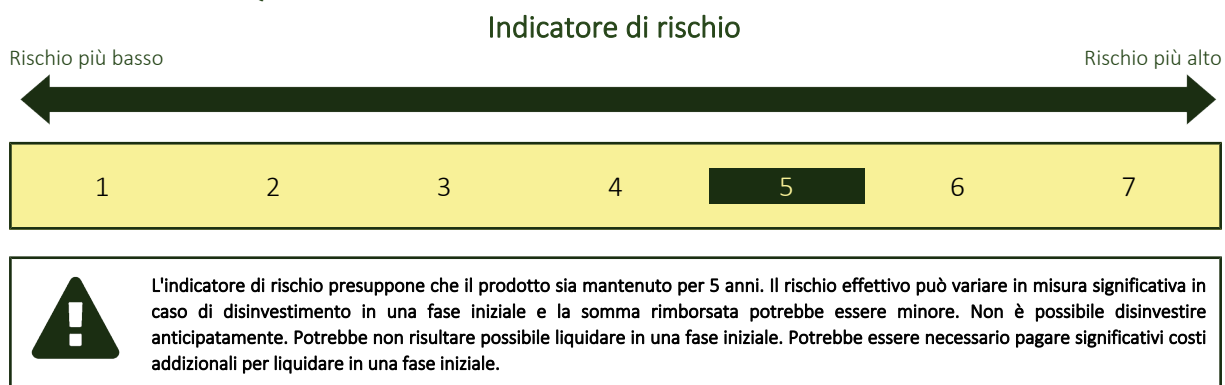 Indicatore di rischio
Rischio più basso
Rischio più alto
1 2 3 4 5 6 7
L'indicatore di rischio presuppone che il prodotto sia mantenuto per 5 anni. Il rischio effettivo può variare in misura significativa in
caso di disinvestimento in una fase iniziale e la somma rimborsata potrebbe essere minore. Non è possibile disinvestire
anticipatamente. Potrebbe non risultare possibile liquidare in una fase iniziale. Potrebbe essere necessario pagare significativi costi
addizionali per liquidare in una fase iniziale.